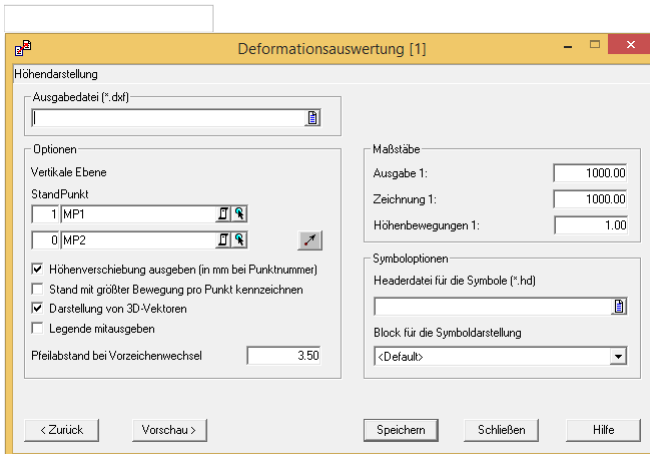 Deformationsauswertung [1]
Höhendarstellung
Ausgabedatei (*.dxf)
Optionen
Vertikale Ebene
StandPunkt
1 MP1
0 MP2
Höhenverschiebung ausgeben (in mm bei Punktnummer)
Stand mit größter Bewegung pro Punkt kennzeichnen
Darstellung von 3D-Vektoren
Legende mitausgeben
Pfeilabstand bei Vorzeichenwechsel 3.50
Maßstäbe
Ausgabe 1: 1000.00
Zeichnung 1: 1000.00
Höhenbewegungen 1: 1.00
Symboloptionen
Headerdatei für die Symbole (*.hd)
Block für die Symboldarstellung
<Default>
< Zurück Vorschau > Speichern Schließen Hilfe